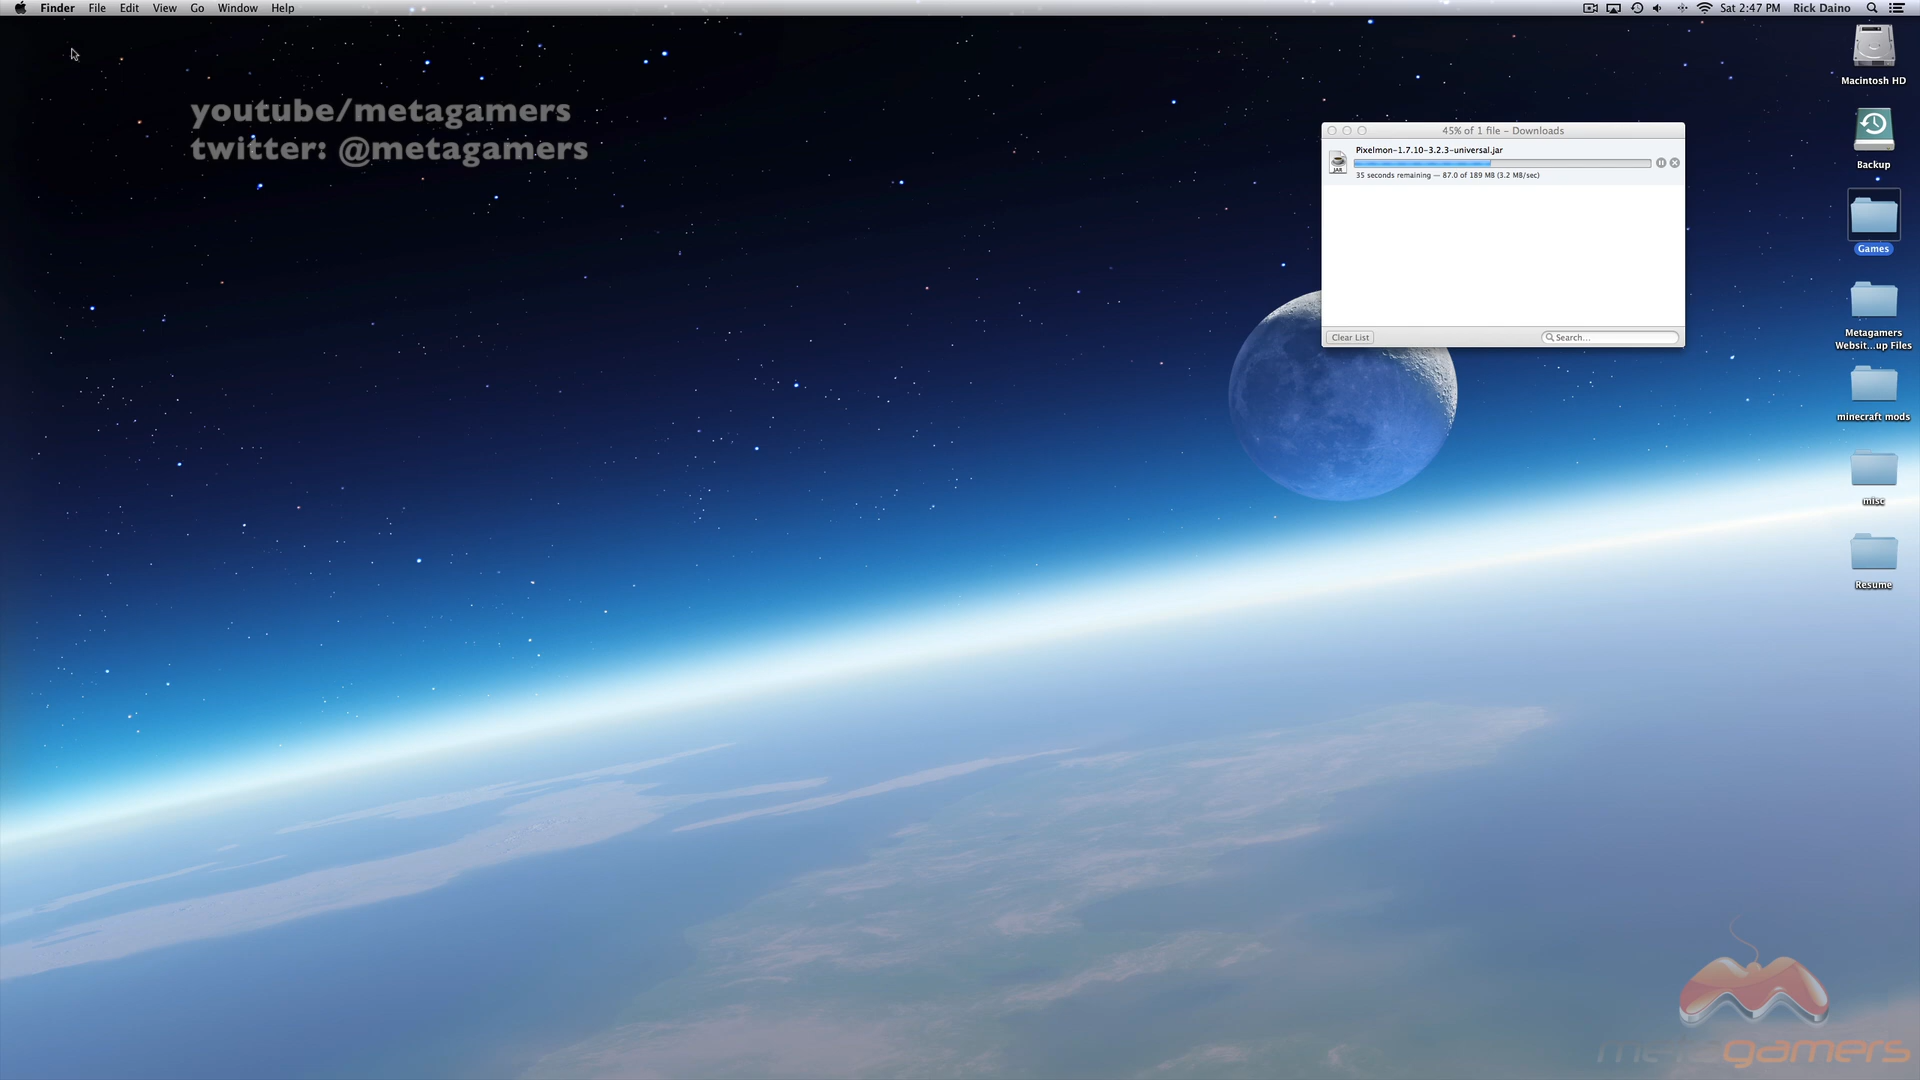 Finder File Edit View Go Window Help
Sat 2:47 PM Rick Daino
youtube/metagamers
twitter: @metagamers
45% of 1 file – Downloads
Pixelmon-1.7.10-3.2.3-universal.jar
JAR
35 seconds remaining — 87.0 of 189 MB (3.2 MB/sec)
Clear List
Search...
Macintosh HD
Backup
Games
Metagamers
Websit...up Files
minecraft mods
misc
Resume
metagamers